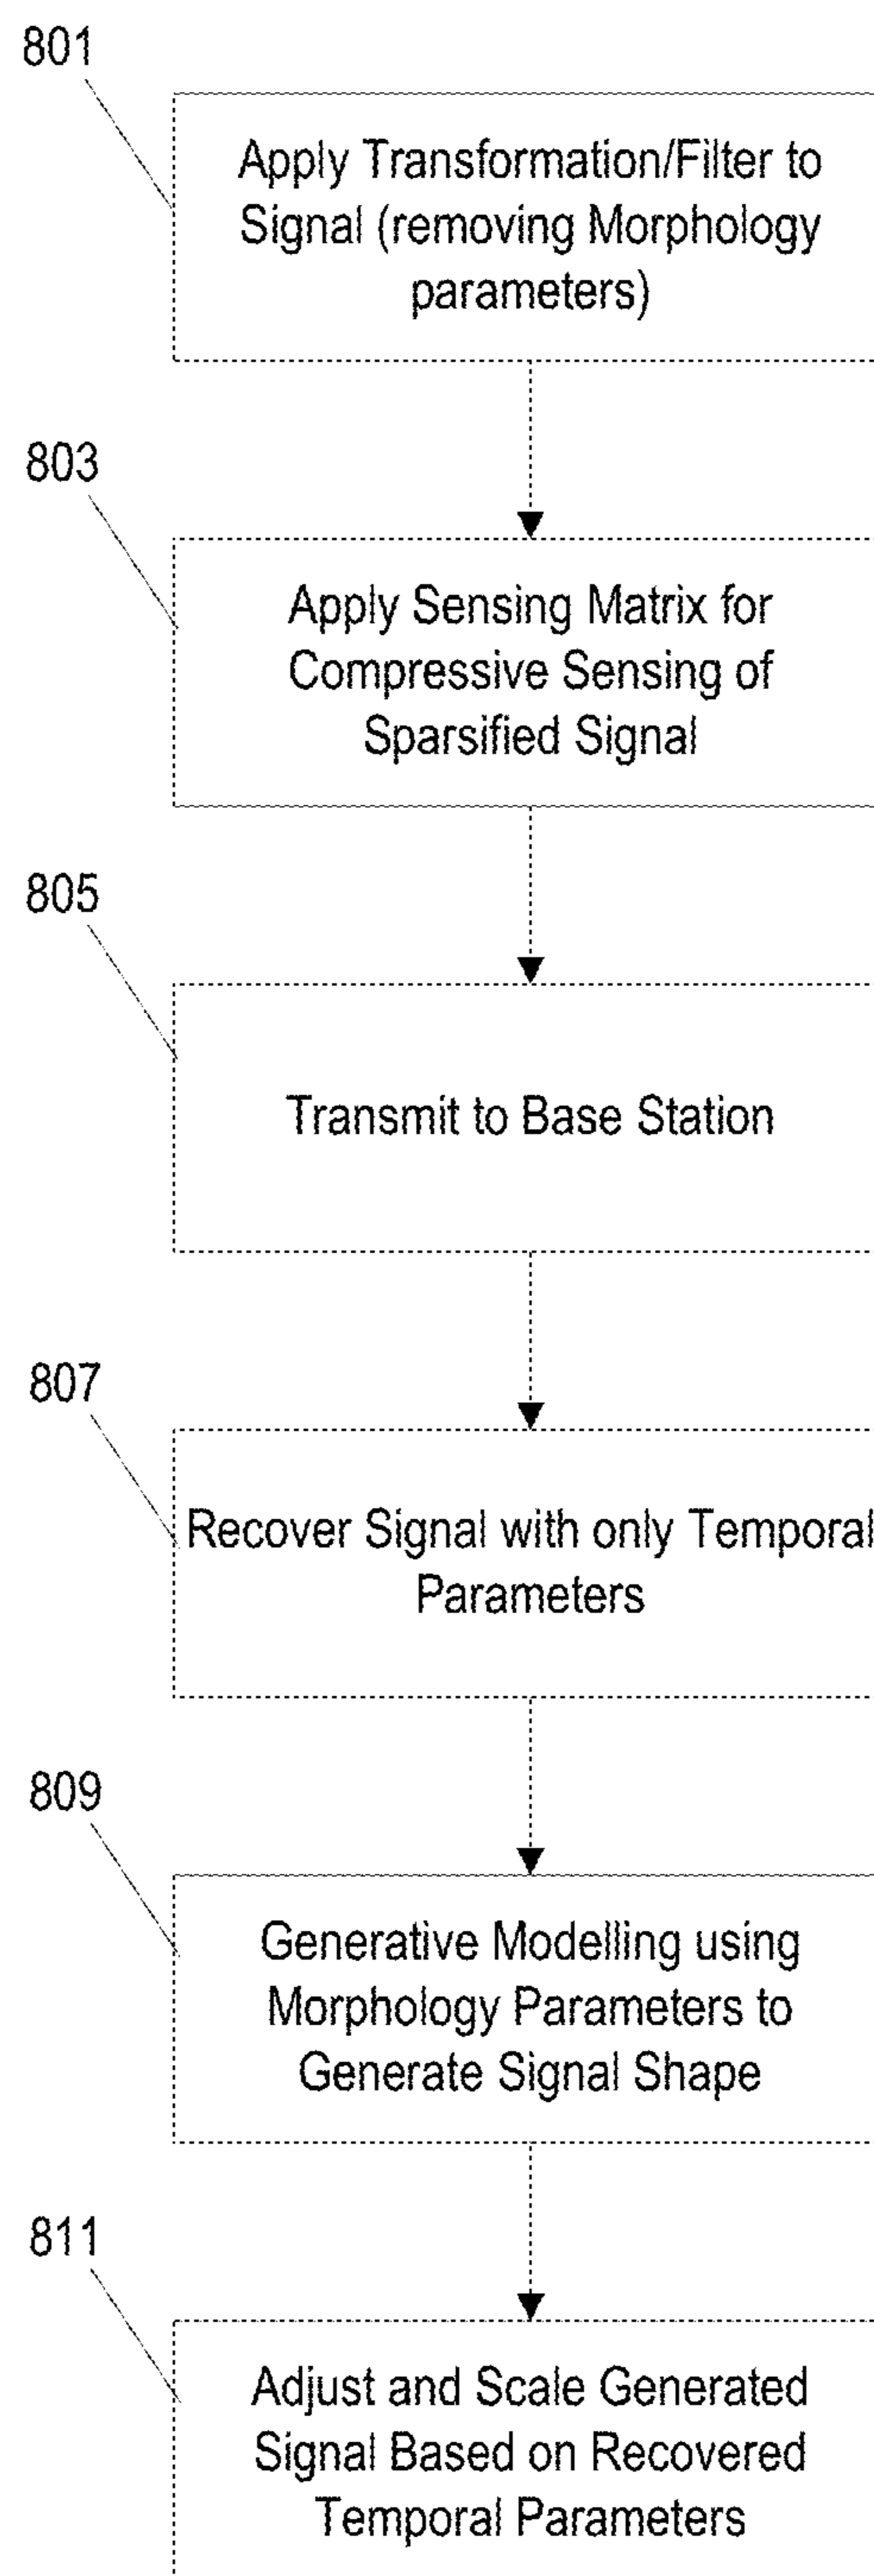 801
Apply Transformation/Filter to
Signal (removing Morphology
parameters)
803
Apply Sensing Matrix for
Compressive Sensing of
Sparsified Signal
805
Transmit to Base Station
807
Recover Signal with only Temporal
Parameters
809
Generative Modelling using
Morphology Parameters to
Generate Signal Shape
811
Adjust and Scale Generated
Signal Based on Recovered
Temporal Parameters